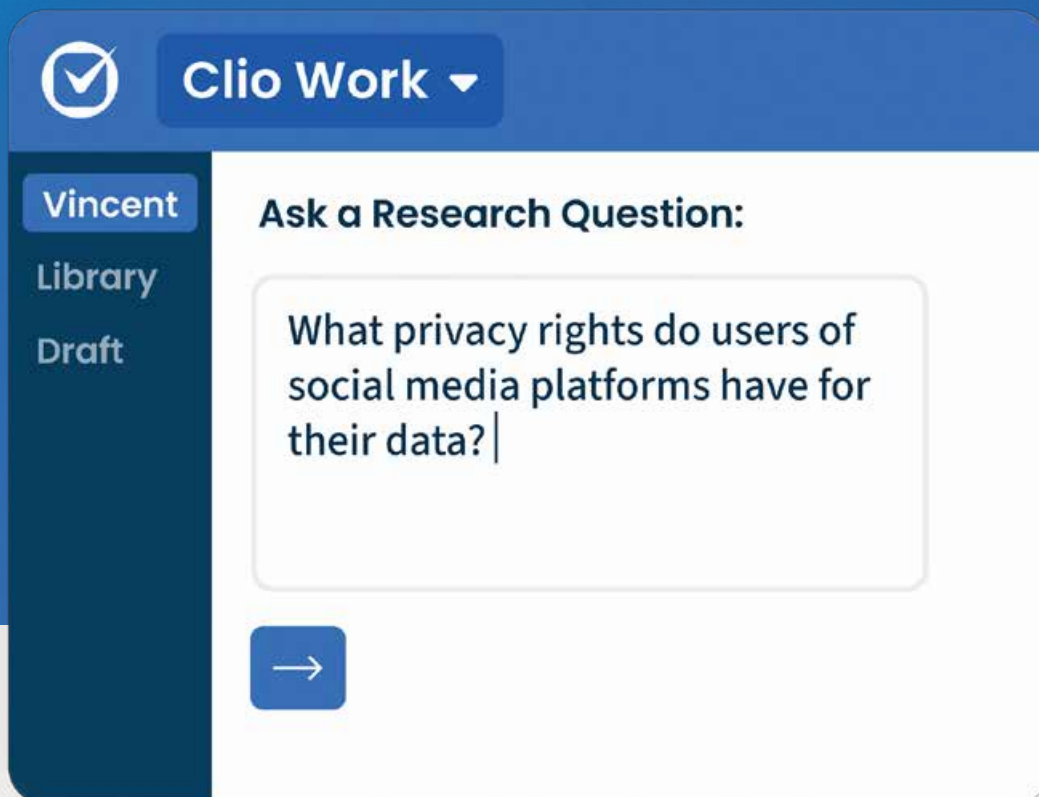 Clio Work
Vincent
Library
Draft
Ask a Research Question:
What privacy rights do users of
social media platforms have for
their data?